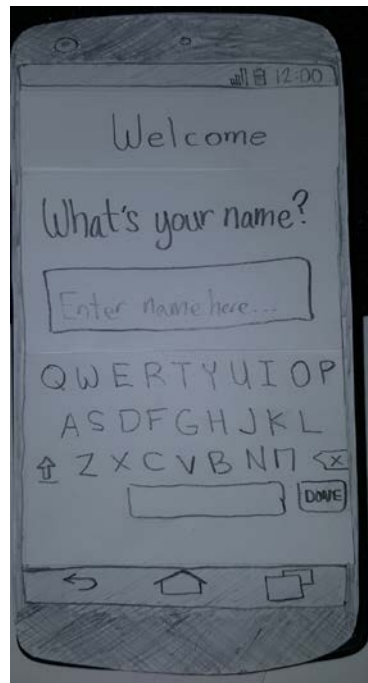 12:00
Welcome
What's your name?
Enter name here...
QWERTYUIOP
ASDFGHJKL
ZXCVBNM
DONE